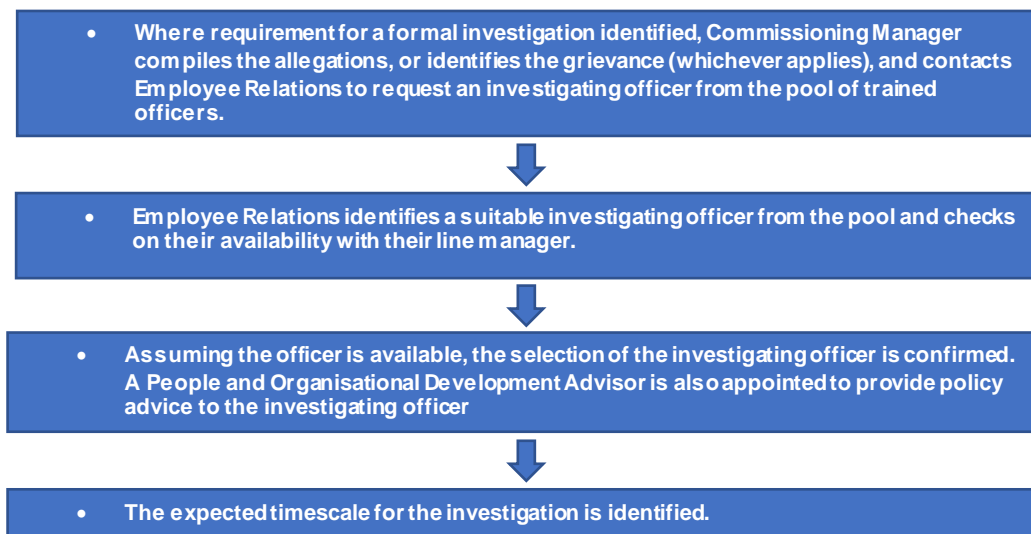 • Where requirement for a formal investigation identified, Commissioning Manager
compiles the allegations, or identifies the grievance (whichever applies), and contacts
Employee Relations to request an investigating officer from the pool of trained
officers.
• Employee Relations identifies a suitable investigating officer from the pool and checks
on their availability with their line manager.
• Assuming the officer is available, the selection of the investigating officer is confirmed.
A People and Organisational Development Advisor is also appointed to provide policy
advice to the investigating officer
• The expected timescale for the investigation is identified.